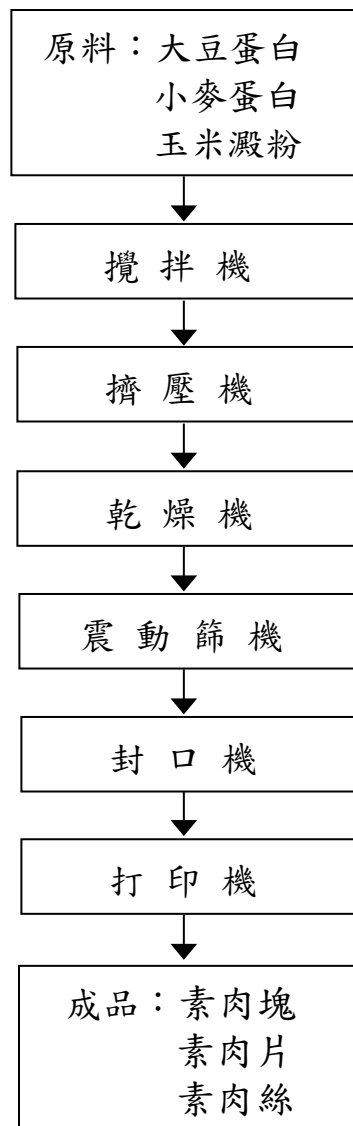 原料：大豆蛋白
小麥蛋白
玉米澱粉
攪拌機
擠壓機
乾燥機
震動篩機
封口機
打印機
成品：素肉塊
素肉片
素肉絲